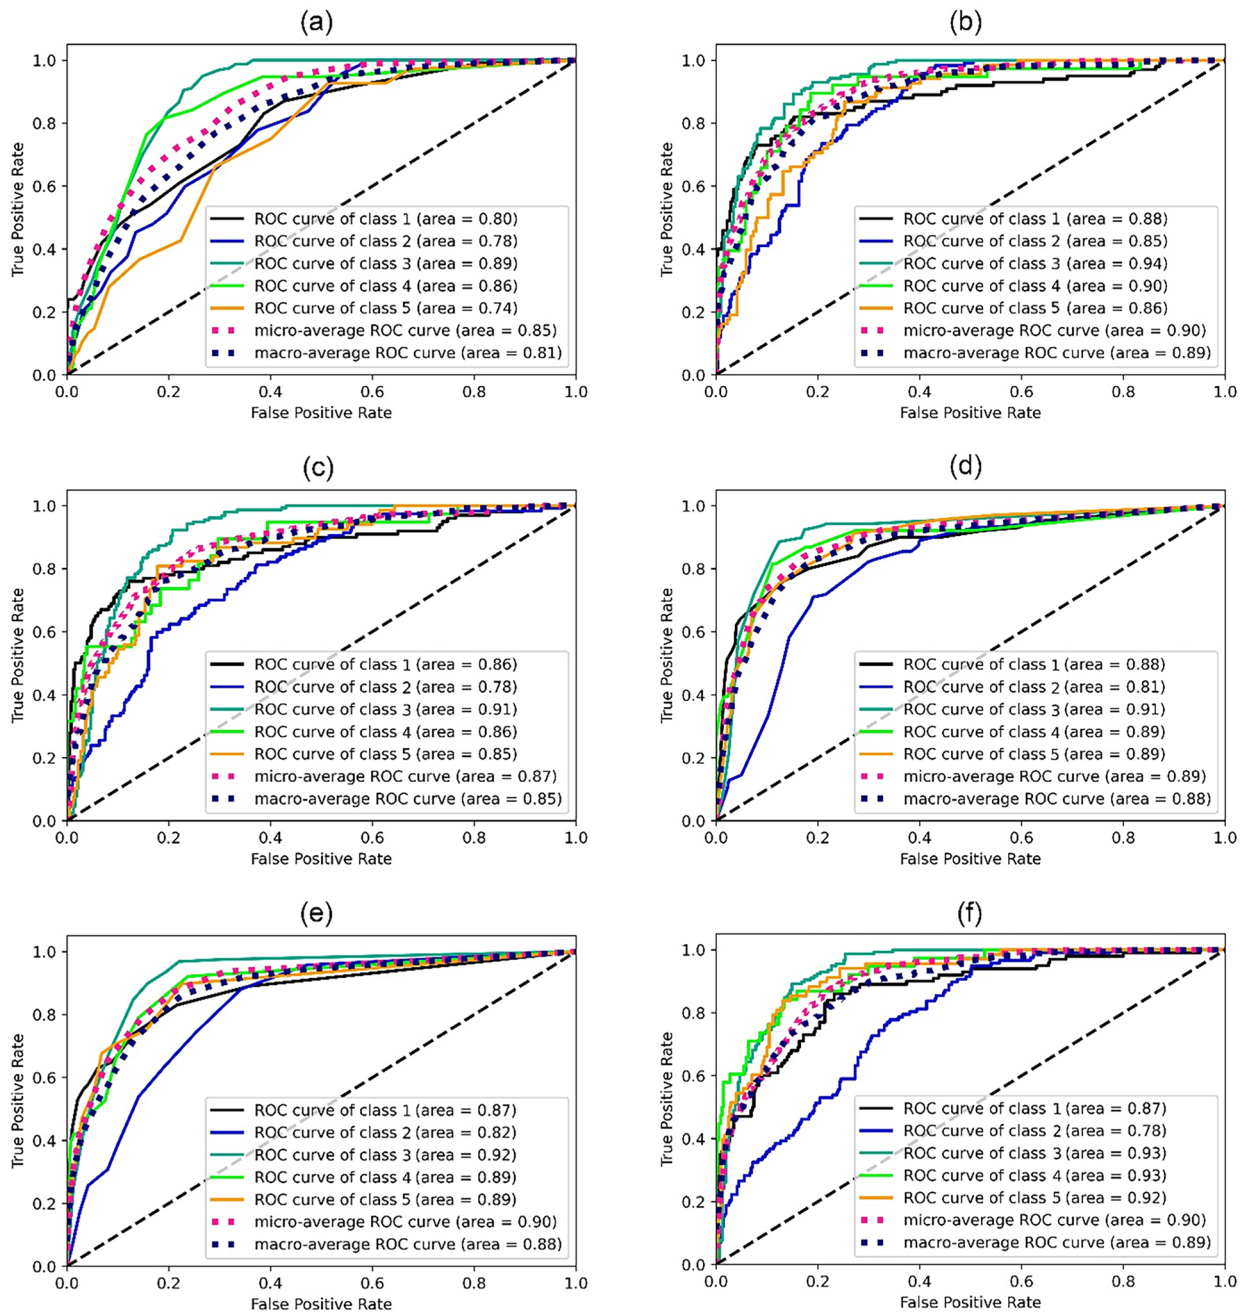 (a)
1.0
0.8
0.6
0.4
0.2
0.0
True Positive Rate
ROC curve of class 1 (area = 0.80)
ROC curve of class 2 (area = 0.78)
ROC curve of class 3 (area = 0.89)
ROC curve of class 4 (area = 0.86)
ROC curve of class 5 (area = 0.74)
micro-average ROC curve (area = 0.85)
macro-average ROC curve (area = 0.81)
0.0 0.2 0.4 0.6 0.8 1.0
False Positive Rate
(b)
1.0
0.8
0.6
0.4
0.2
0.0
True Positive Rate
ROC curve of class 1 (area = 0.88)
ROC curve of class 2 (area = 0.85)
ROC curve of class 3 (area = 0.94)
ROC curve of class 4 (area = 0.90)
ROC curve of class 5 (area = 0.86)
micro-average ROC curve (area = 0.90)
macro-average ROC curve (area = 0.89)
0.0 0.2 0.4 0.6 0.8 1.0
False Positive Rate
(c)
1.0
0.8
0.6
0.4
0.2
0.0
True Positive Rate
ROC curve of class 1 (area = 0.86)
ROC curve of class 2 (area = 0.78)
ROC curve of class 3 (area = 0.91)
ROC curve of class 4 (area = 0.86)
ROC curve of class 5 (area = 0.85)
micro-average ROC curve (area = 0.87)
macro-average ROC curve (area = 0.85)
0.0 0.2 0.4 0.6 0.8 1.0
False Positive Rate
(d)
1.0
0.8
0.6
0.4
0.2
0.0
True Positive Rate
ROC curve of class 1 (area = 0.88)
ROC curve of class 2 (area = 0.81)
ROC curve of class 3 (area = 0.91)
ROC curve of class 4 (area = 0.89)
ROC curve of class 5 (area = 0.89)
micro-average ROC curve (area = 0.89)
macro-average ROC curve (area = 0.88)
0.0 0.2 0.4 0.6 0.8 1.0
False Positive Rate
(e)
1.0
0.8
0.6
0.4
0.2
0.0
True Positive Rate
ROC curve of class 1 (area = 0.87)
ROC curve of class 2 (area = 0.82)
ROC curve of class 3 (area = 0.92)
ROC curve of class 4 (area = 0.89)
ROC curve of class 5 (area = 0.89)
micro-average ROC curve (area = 0.90)
macro-average ROC curve (area = 0.88)
0.0 0.2 0.4 0.6 0.8 1.0
False Positive Rate
(f)
1.0
0.8
0.6
0.4
0.2
0.0
True Positive Rate
ROC curve of class 1 (area = 0.87)
ROC curve of class 2 (area = 0.78)
ROC curve of class 3 (area = 0.93)
ROC curve of class 4 (area = 0.93)
ROC curve of class 5 (area = 0.92)
micro-average ROC curve (area = 0.90)
macro-average ROC curve (area = 0.89)
0.0 0.2 0.4 0.6 0.8 1.0
False Positive Rate